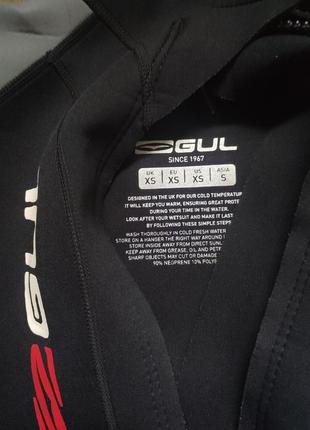 GUL
SINCE 1967
UK EU US ASIA
XS XS XS S
DESIGNED IN THE UK FOR OUR COLD TEMPERATUR
IT WILL KEEP YOU WARM, ENSURING GREAT PROTE
DURING YOUR TIME IN THE WATER.
LOOK AFTER YOUR WETSUIT AND MAKE IT LAST
BY FOLLOWING THESE SIMPLE STEPS
WASH THOROUGHLY IN COLD FRESH WATER
STORE ON A HANGER THE RIGHT WAY AROUND !
STORE INSIDE AWAY FROM DIRECT SUNL
KEEP AWAY FROM GREASE, OIL AND PETR
SHARP OBJECTS MAY CUT OR DAMAGE
90% NEOPRENE 10% POLY
GUL